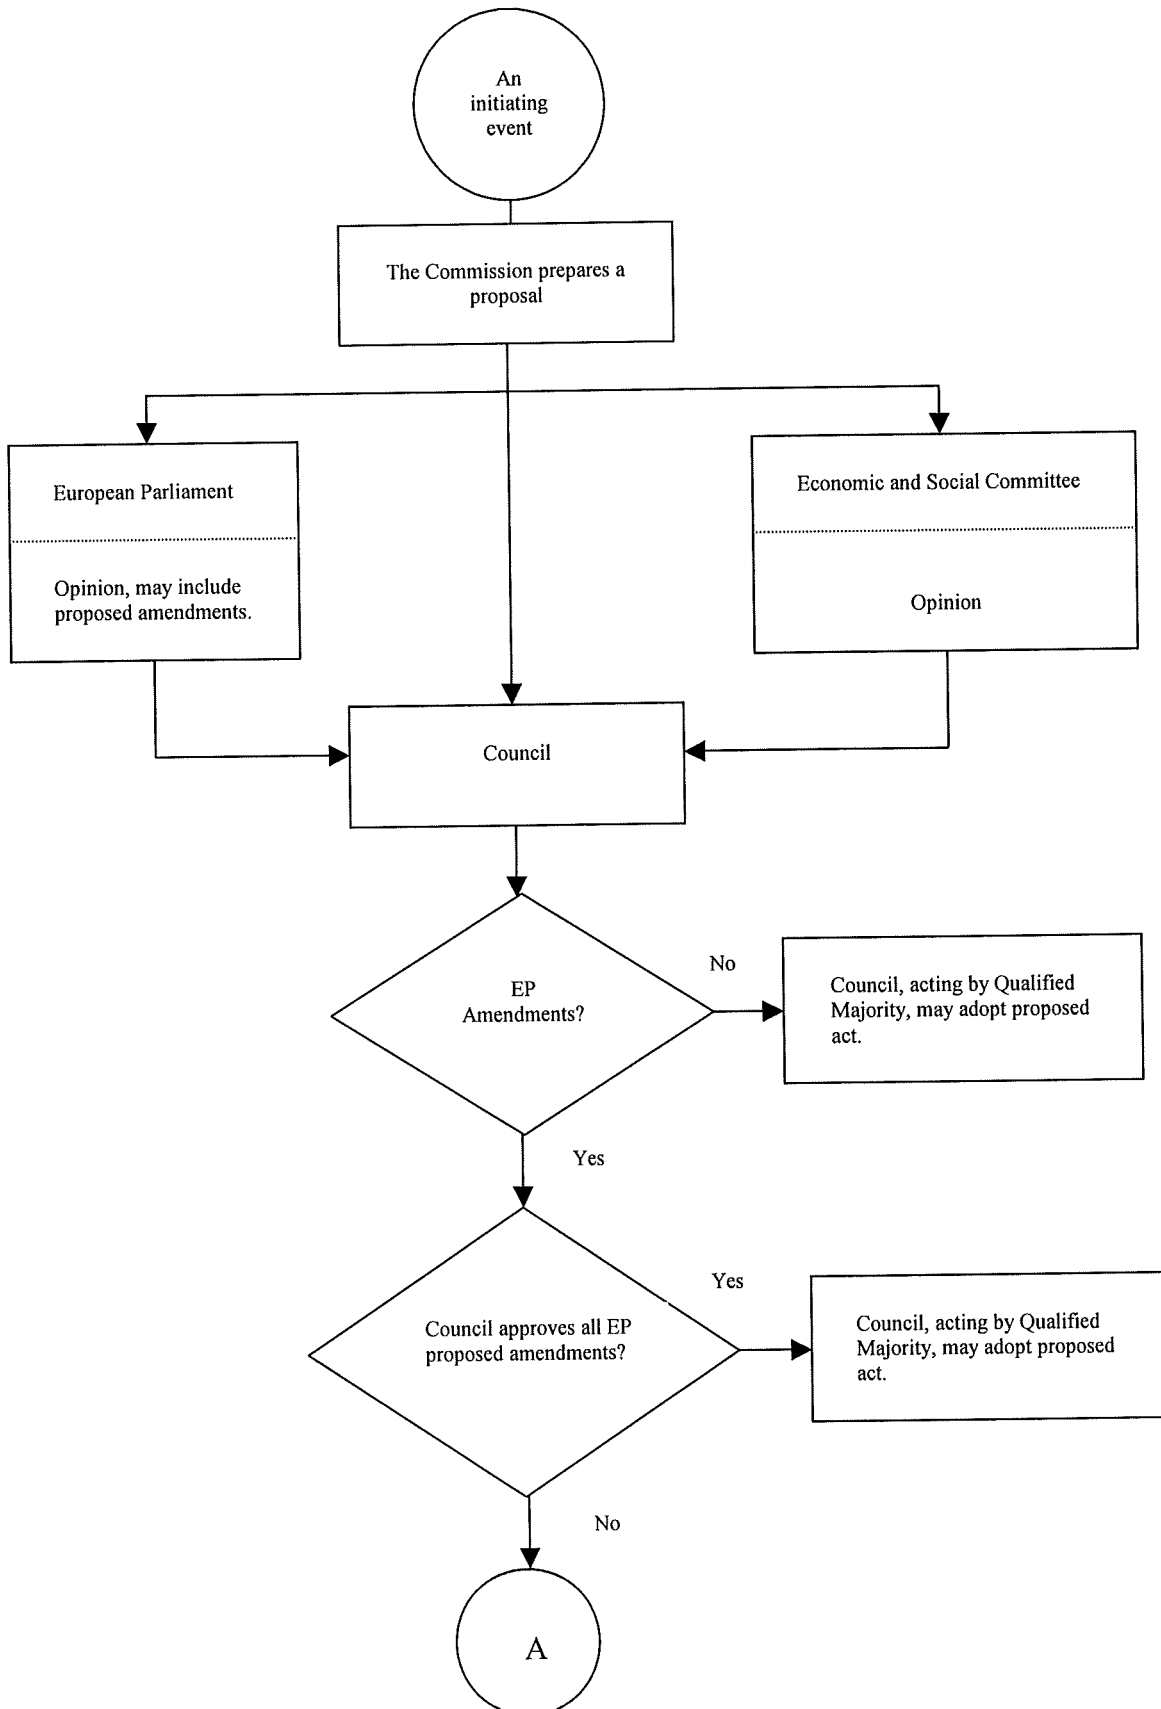 An
initiating
event
The Commission prepares a
proposal
European Parliament
Opinion, may include
proposed amendments.
Economic and Social Committee
Opinion
Council
EP
Amendments?
No
Council, acting by Qualified
Majority, may adopt proposed
act.
Yes
Council approves all EP
proposed amendments?
Yes
Council, acting by Qualified
Majority, may adopt proposed
act.
No
A